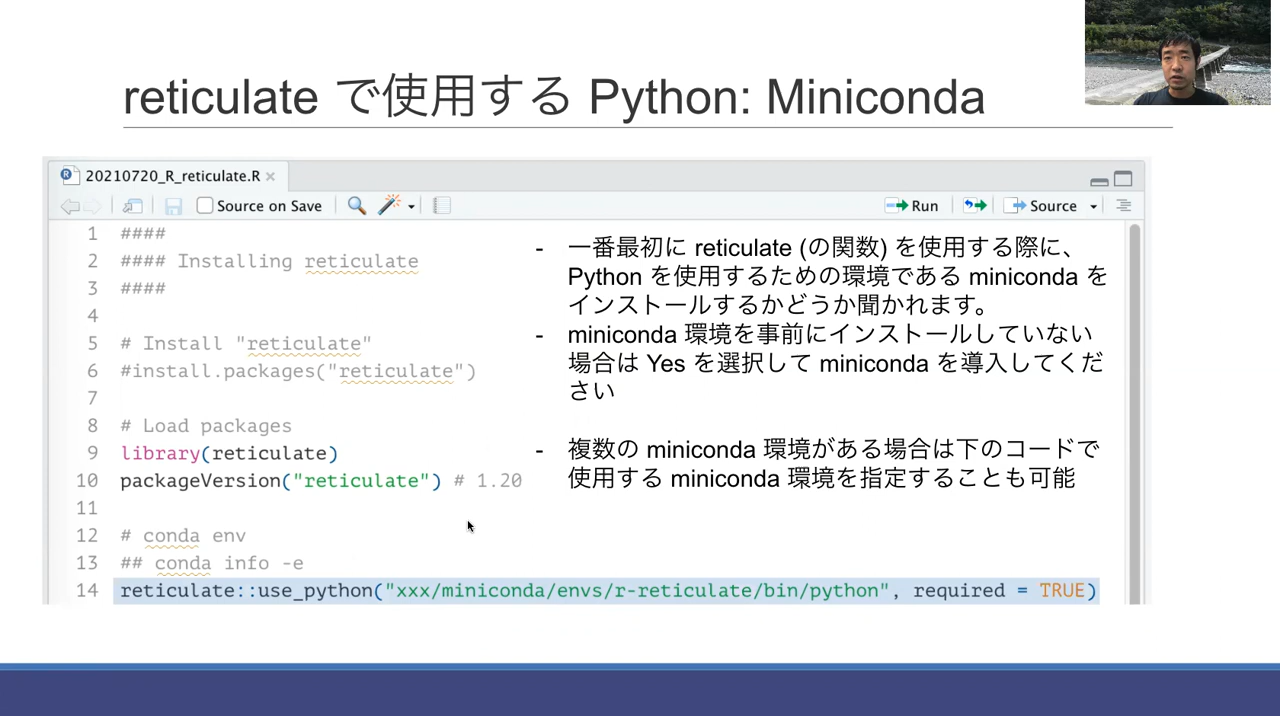 reticulate で使用する Python: Miniconda
20210720_R_reticulate.R
Source on Save
Run
Source
1 ####
2 #### Installing reticulate
3 ####
4
5 # Install "reticulate"
6 #install.packages("reticulate")
7
8 # Load packages
9 library(reticulate)
10 packageVersion("reticulate") # 1.20
11
12 # conda env
13 ## conda info -e
14 reticulate::use_python("xxx/miniconda/envs/r-reticulate/bin/python", required = TRUE)
- 一番最初に reticulate (の関数) を使用する際に、
Python を使用するための環境である miniconda を
インストールするかどうか聞かれます。
- miniconda 環境を事前にインストールしていない
場合は Yes を選択して miniconda を導入してくだ
さい
- 複数の miniconda 環境がある場合は下のコードで
使用する miniconda 環境を指定することも可能